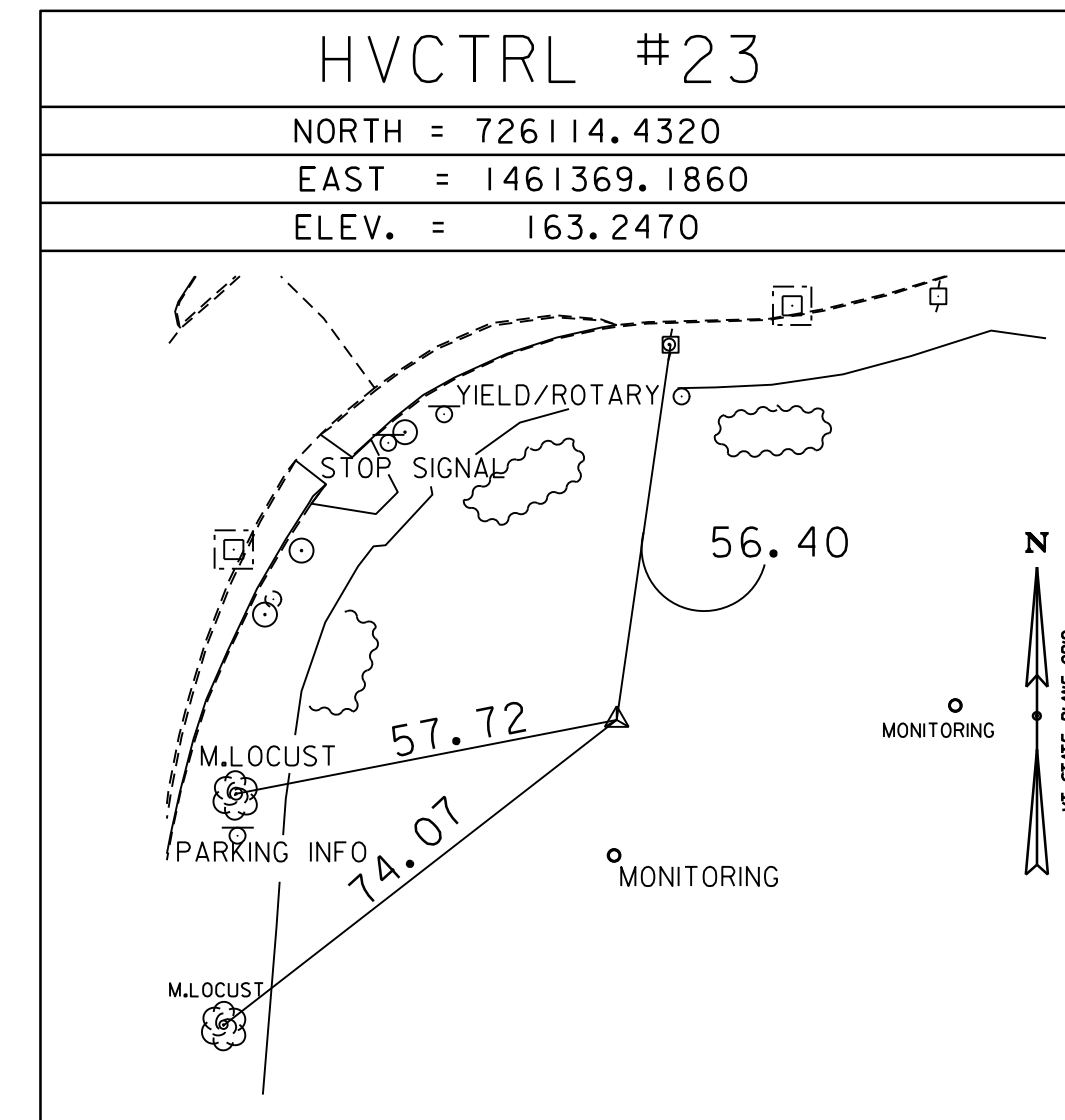 HVCTRL #23
NORTH = 726114.4320
EAST = 1461369.1860
ELEV. = 163.2470
YIELD/ROTARY
STOP SIGNAL
56.40
N
57.72
MONITORING
M.LOCUST
74.07
PARKING INFO
MONITORING
M.LOCUST